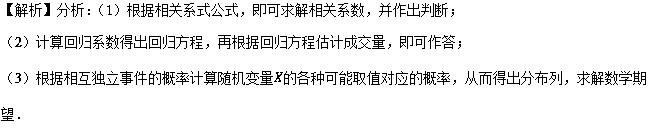 【解析】分析：（1）根据相关系式公式，即可求解相关系数，并作出判断；
（2）计算回归系数得出回归方程，再根据回归方程估计成交量，即可作答；
（3）根据相互独立事件的概率计算随机变量X的各种可能取值对应的概率，从而得出分布列，求解数学期
望．